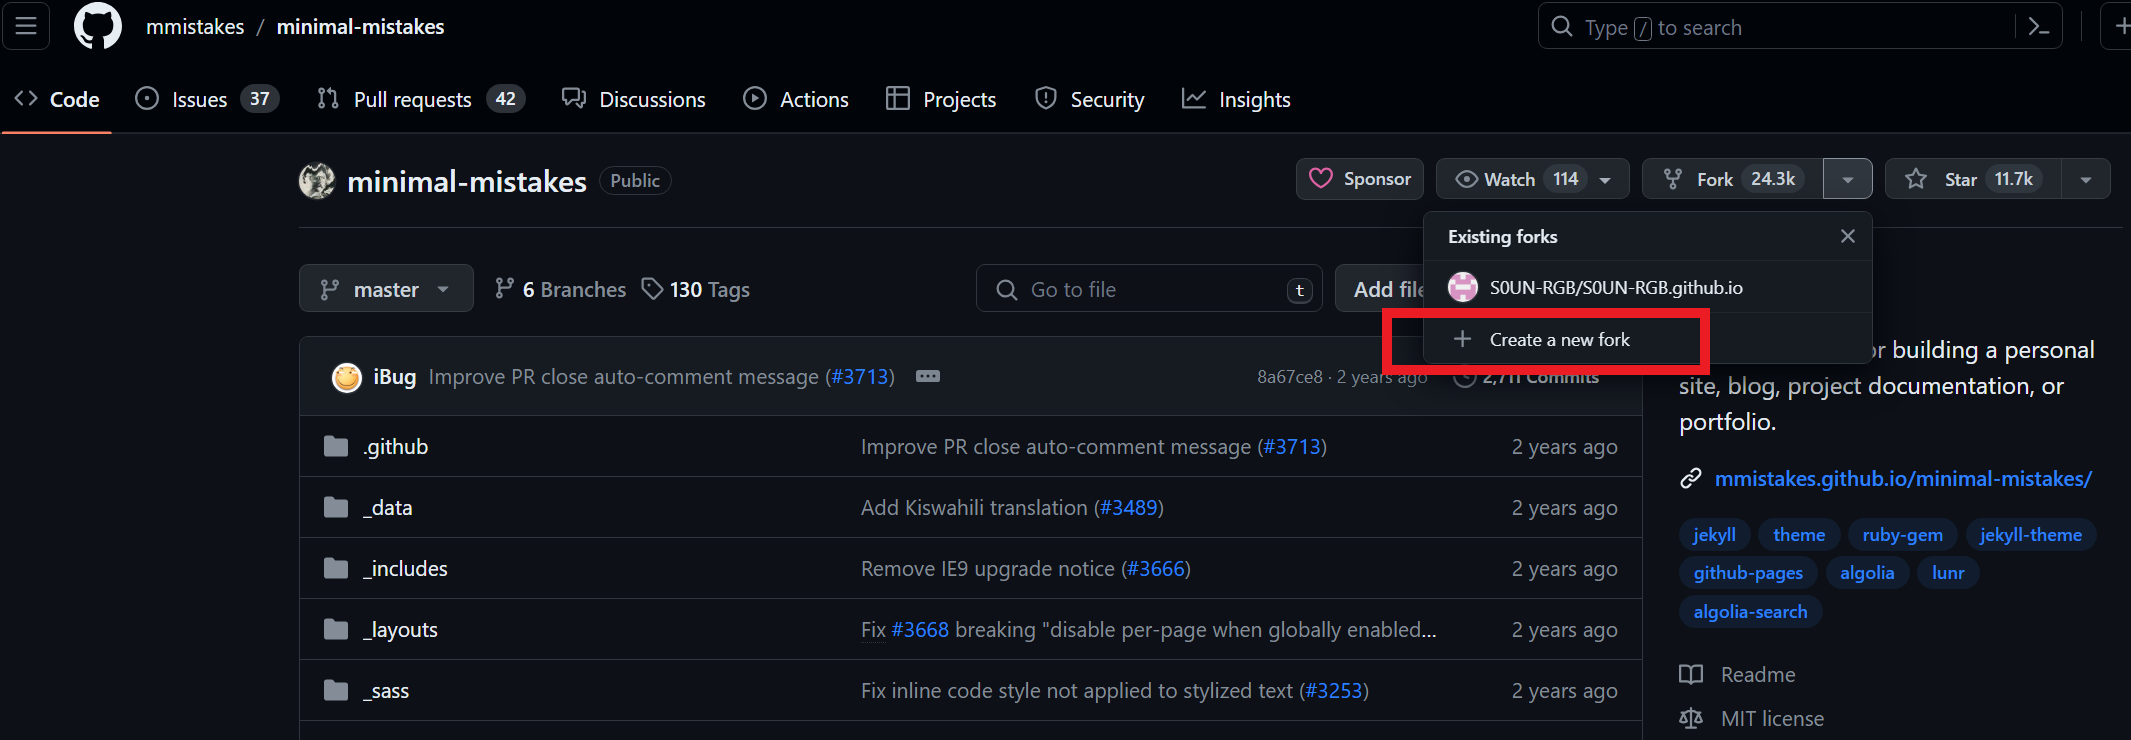 mmistakes / minimal-mistakes
Type / to search
Code
Issues 37
Pull requests 42
Discussions
Actions
Projects
Security
Insights
minimal-mistakes Public
Sponsor
Watch 114
Fork 24.3k
Star 11.7k
Existing forks
S0UN-RGB/S0UN-RGB.github.io
Create a new fork
master
6 Branches
130 Tags
Go to file t
Add file
iBug Improve PR close auto-comment message (#3713)
8a67ce8 · 2 years ago
2,711 Commits
.github Improve PR close auto-comment message (#3713) 2 years ago
_data Add Kiswahili translation (#3489) 2 years ago
_includes Remove IE9 upgrade notice (#3666) 2 years ago
_layouts Fix #3668 breaking "disable per-page when globally enabled... 2 years ago
_sass Fix inline code style not applied to stylized text (#3253) 2 years ago
or building a personal
site, blog, project documentation, or
portfolio.
mmistakes.github.io/minimal-mistakes/
jekyll theme ruby-gem jekyll-theme
github-pages algolia lunr
algolia-search
Readme
MIT license